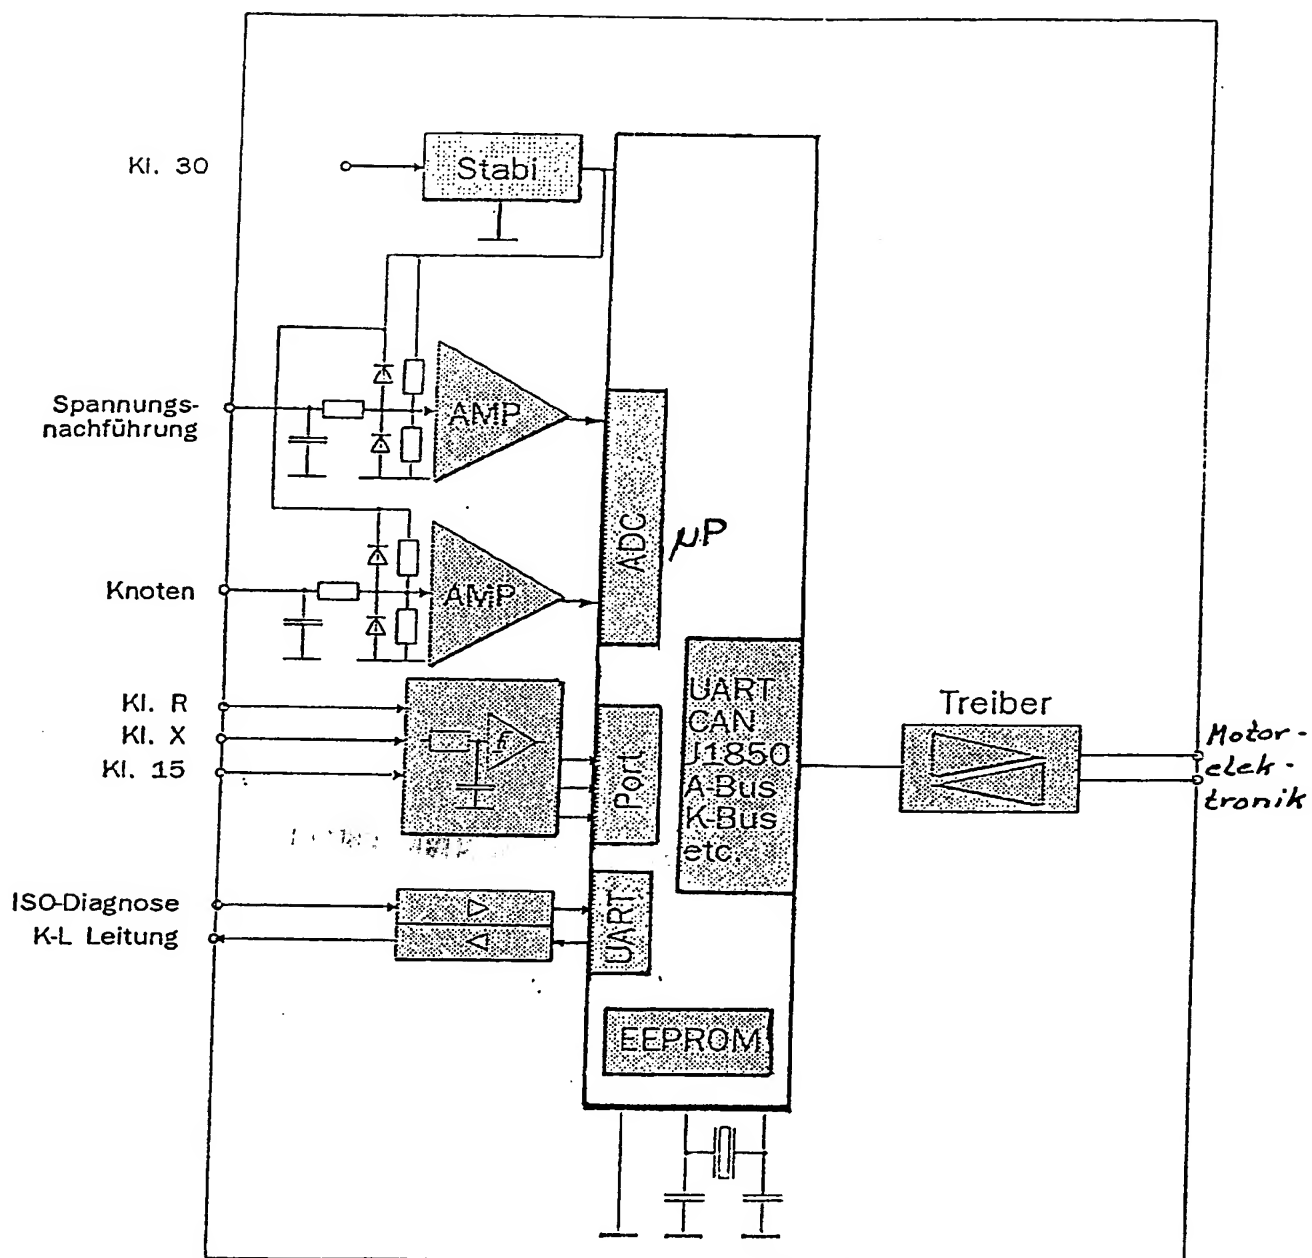 Kl. 30
Stabi
Spannungs-
nachführung
AMP
ADC
µP
Knoten
AMP
Kl. R
Kl. X
Kl. 15
Port
UART
CAN
J1850
A-Bus
K-Bus
etc.
Treiber
Motor-
elek-
tronik
ISO-Diagnose
K-L Leitung
UART
EEPROM